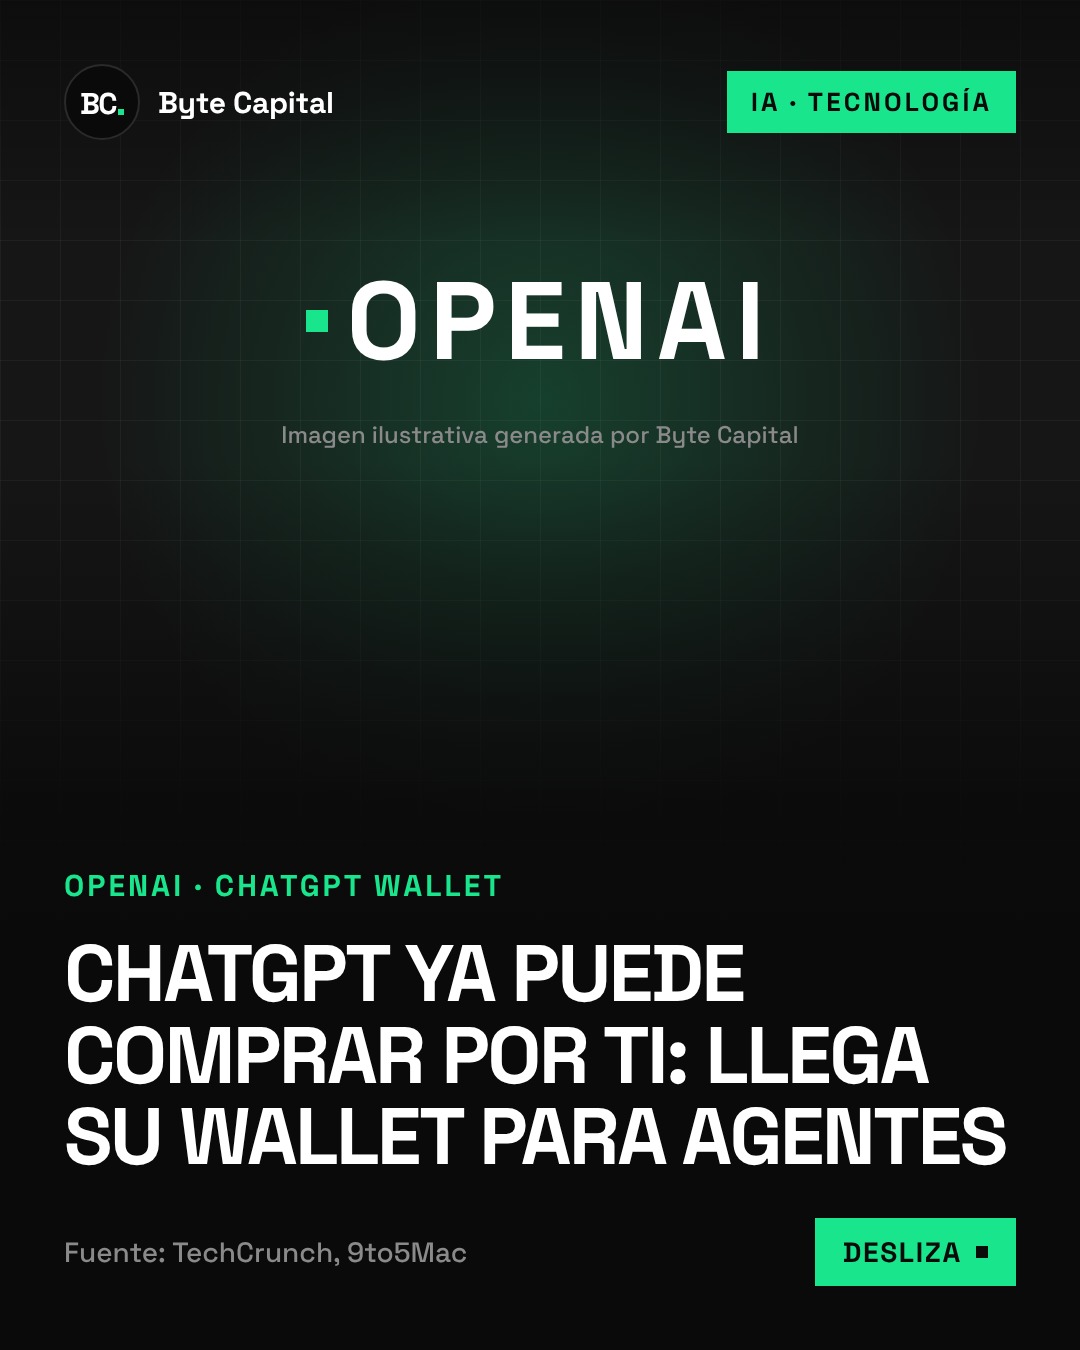 BC.
Byte Capital
IA · TECNOLOGÍA
OPENAI
Imagen ilustrativa generada por Byte Capital
OPENAI · CHATGPT WALLET
CHATGPT YA PUEDE
COMPRAR POR TI: LLEGA
SU WALLET PARA AGENTES
Fuente: TechCrunch, 9to5Mac
DESLIZA